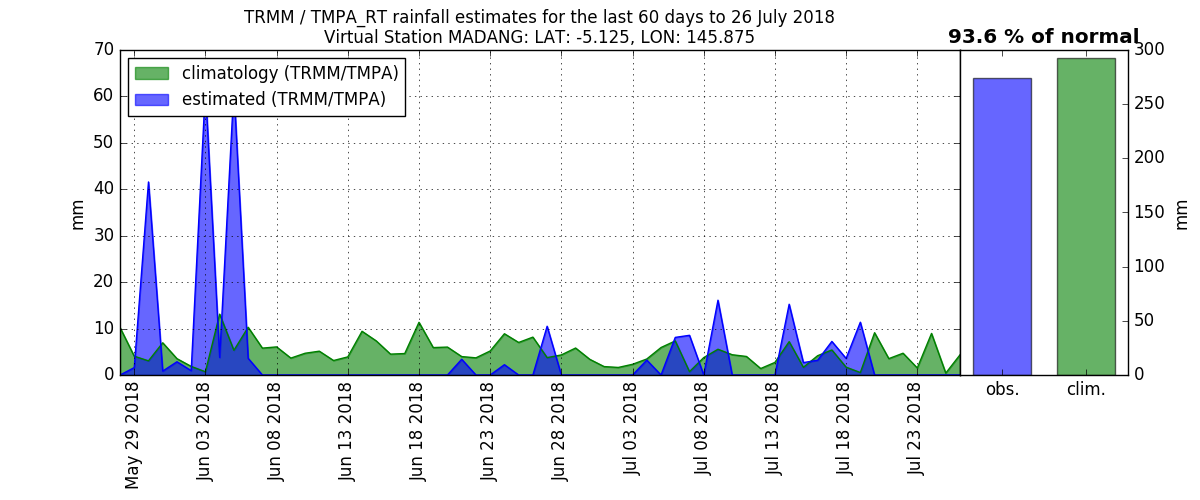 TRMM / TMPA_RT rainfall estimates for the last 60 days to 26 July 2018
Virtual Station MADANG: LAT: -5.125, LON: 145.875
93.6 % of normal
climatology (TRMM/TMPA)
estimated (TRMM/TMPA)
70
60
50
40
30
20
10
0
mm
May 29 2018
Jun 03 2018
Jun 08 2018
Jun 13 2018
Jun 18 2018
Jun 23 2018
Jun 28 2018
Jul 03 2018
Jul 08 2018
Jul 13 2018
Jul 18 2018
Jul 23 2018
obs.
clim.
300
250
200
150
100
50
0
mm